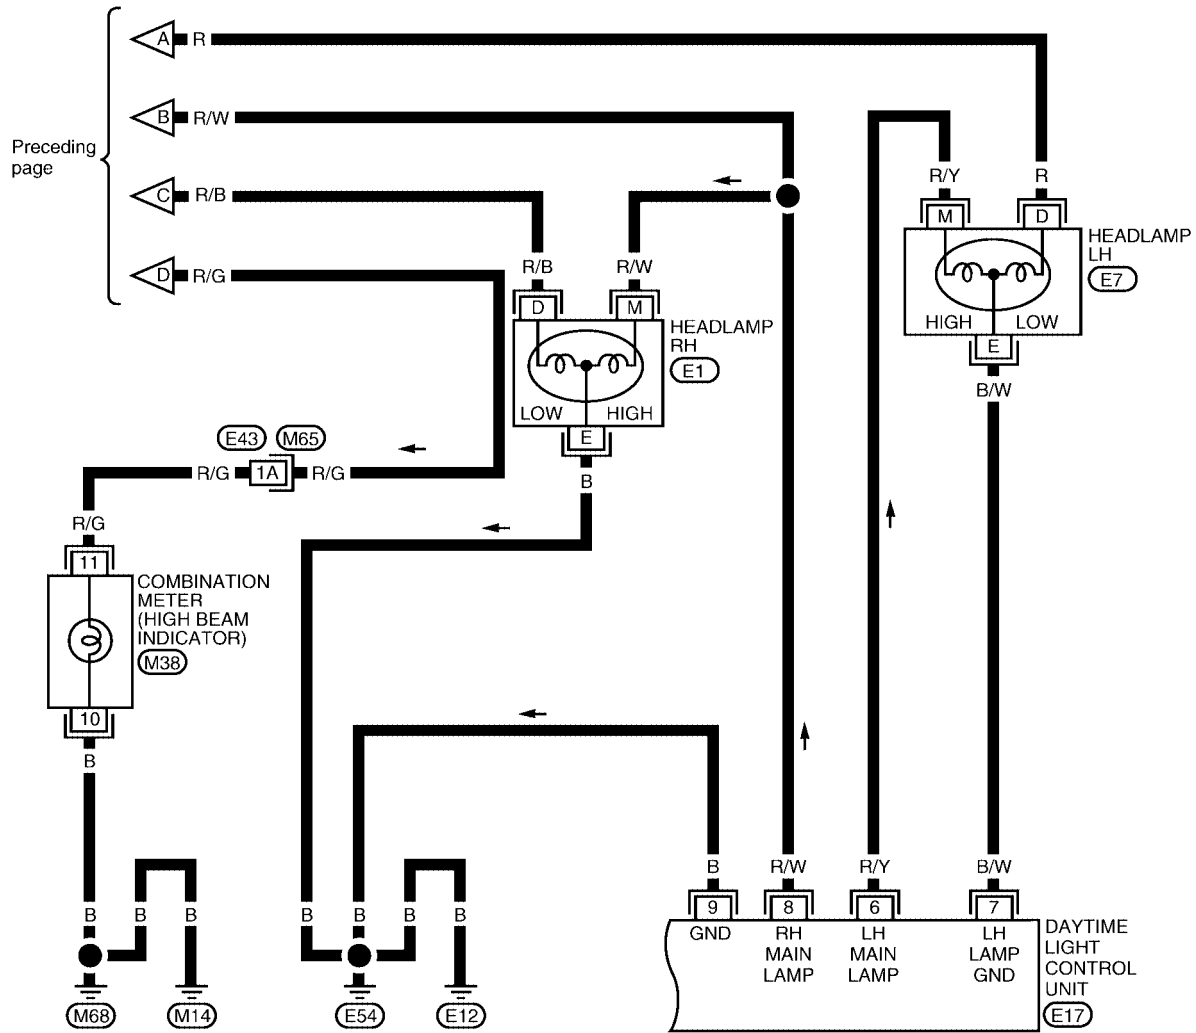 A R
B R/W
Preceding
page
C R/B
D R/G
R/Y R
M D
HEADLAMP
LH
E7
HIGH LOW
E
B/W
R/B R/W
D M
HEADLAMP
RH
E1
LOW HIGH
E
B
E43 M65
R/G 1A R/G
R/G
11
COMBINATION
METER
(HIGH BEAM
INDICATOR)
M38
10
B
B R/W R/Y B/W
9 8 6 7
GND
RH
MAIN
LAMP
LH
MAIN
LAMP
LH
LAMP
GND
DAYTIME
LIGHT
CONTROL
UNIT
E17
B B B B B B B
M68 M14 E54 E12